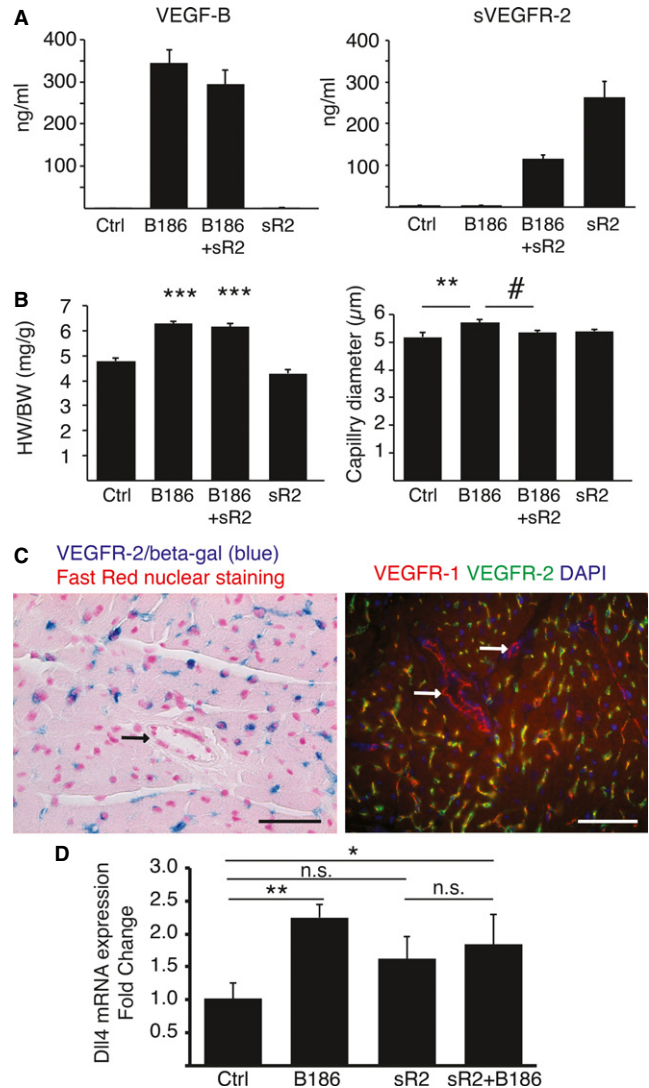 A
VEGF-B
ng/ml
400
300
200
100
Ctrl
B186
B186
+sR2
sR2
sVEGFR-2
ng/ml
400
300
200
100
Ctrl
B186
B186
+sR2
sR2
B
HW/BW (mg/g)
7
6
5
4
3
2
1
***
***
Ctrl
B186
B186
+sR2
sR2
Capillry diameter (µm)
7
6
5
4
3
2
1
**
#
Ctrl
B186
B186
+sR2
sR2
C
VEGFR-2/beta-gal (blue)
Fast Red nuclear staining
VEGFR-1 VEGFR-2 DAPI
D
Dll4 mRNA expression
Fold Change
3.0
2.5
2.0
1.5
1.0
0.5
*
n.s.
**
n.s.
Ctrl
B186
sR2
sR2+B186